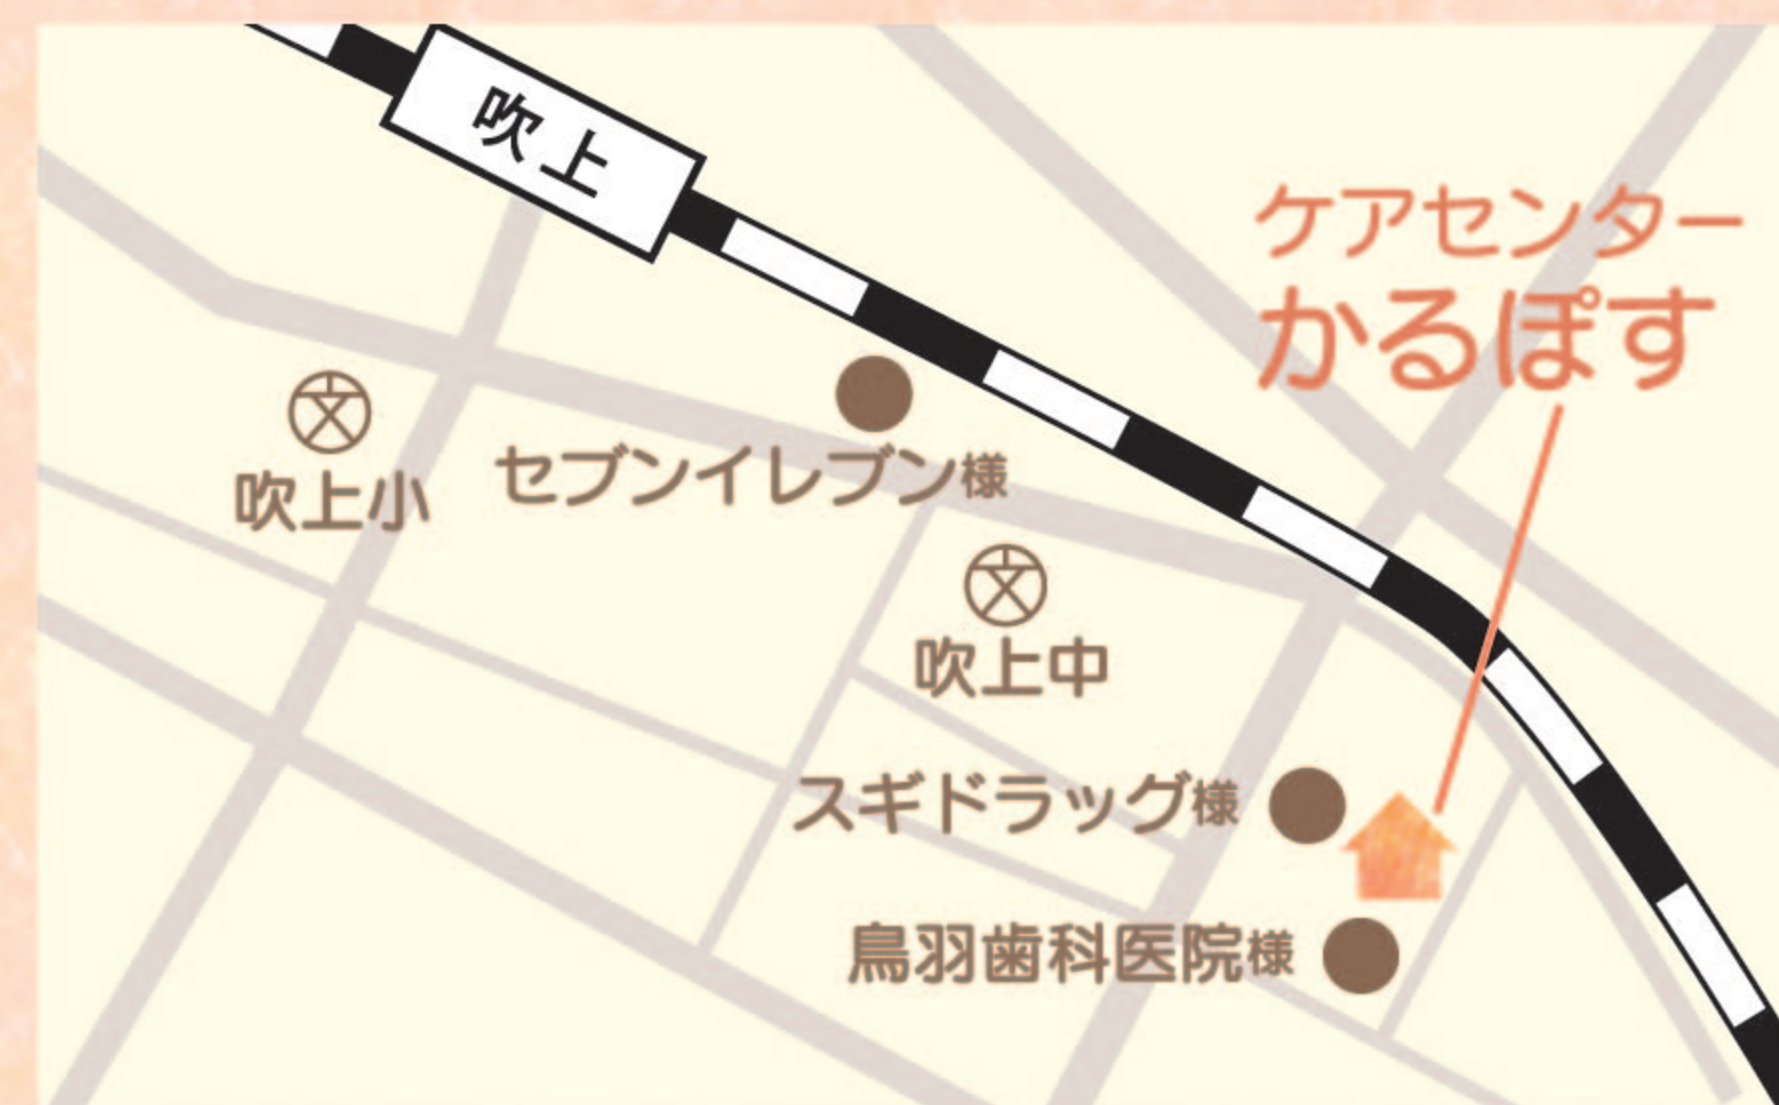 吹上
ケアセンター
かるぽす
吹上小
セブンイレブン様
吹上中
スギドラッグ様
鳥羽歯科医院様